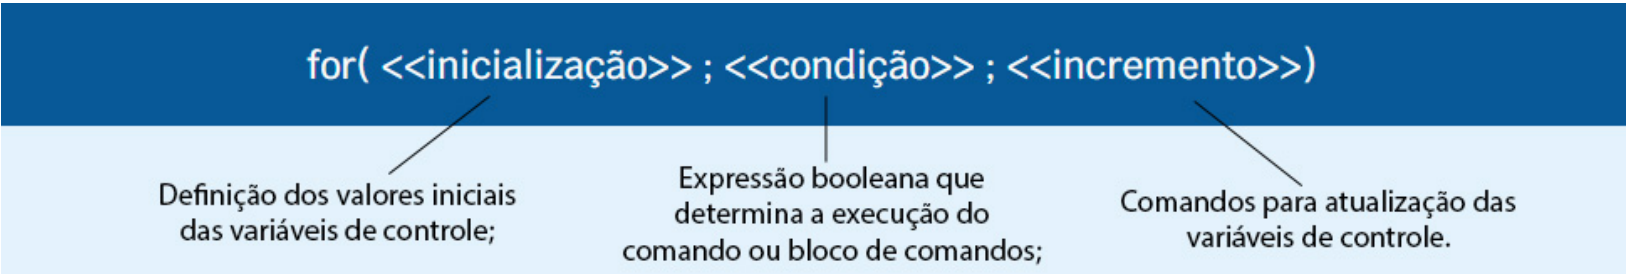 for( <<inicialização>> ; <<condição>> ; <<incremento>>)
Definição dos valores iniciais
das variáveis de controle;
Expressão booleana que
determina a execução do
comando ou bloco de comandos;
Comandos para atualização das
variáveis de controle.